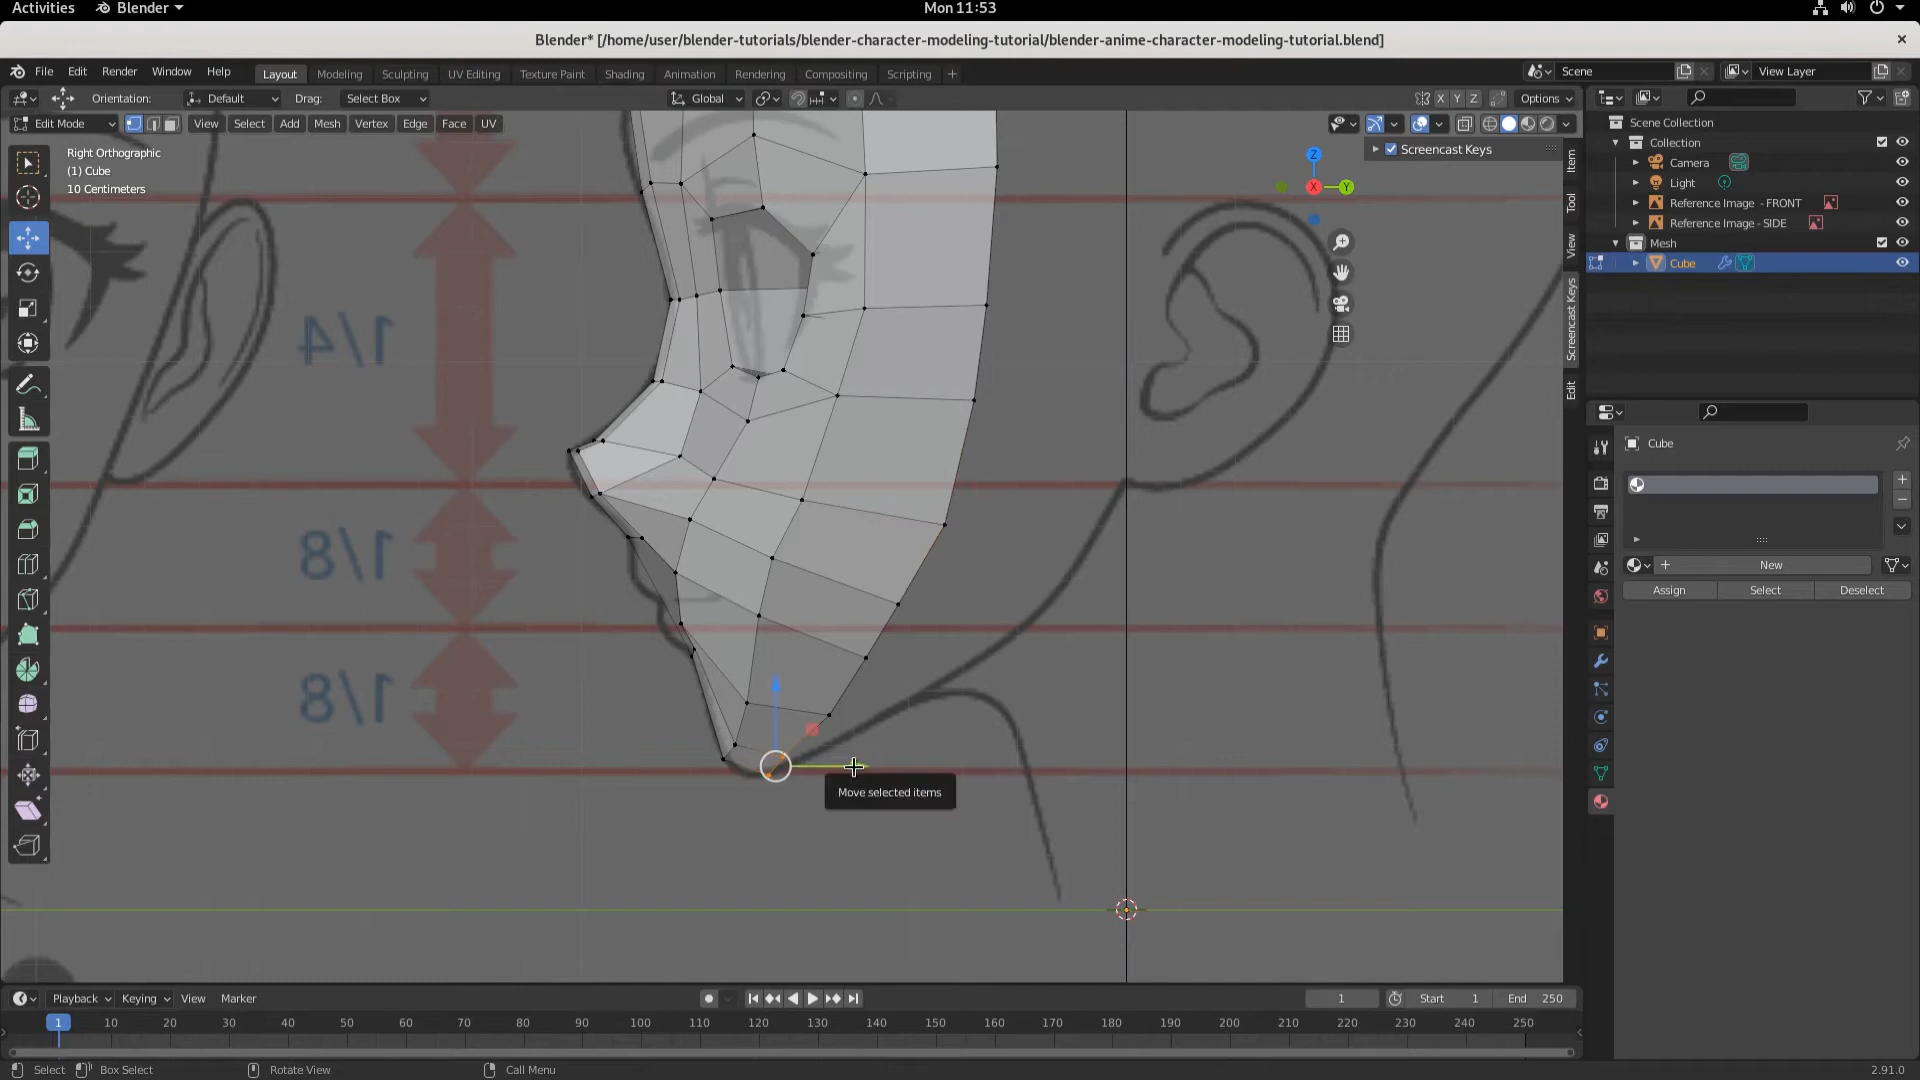 Activities Blender Mon 11:53
Blender* [/home/user/blender-tutorials/blender-character-modeling-tutorial/blender-anime-character-modeling-tutorial.blend]
File Edit Render Window Help Layout Modeling Sculpting UV Editing Texture Paint Shading Animation Rendering Compositing Scripting Scene View Layer
Orientation: Default Drag: Select Box Global X Y Z Options
Edit Mode View Select Add Mesh Vertex Edge Face UV
Right Orthographic
(1) Cube
10 Centimeters
Screencast Keys
Z
X
Y
Item
Tool
View
Screencast Keys
Edit
1/4
1/8
1/8
Move selected items
Scene Collection
Collection
Camera
Light
Reference Image - FRONT
Reference Image - SIDE
Mesh
Cube
Cube
New
Assign Select Deselect
Playback Keying View Marker 1 Start 1 End 250
1 10 20 30 40 50 60 70 80 90 100 110 120 130 140 150 160 170 180 190 200 210 220 230 240 250
Select Box Select Rotate View Call Menu 2.91.0